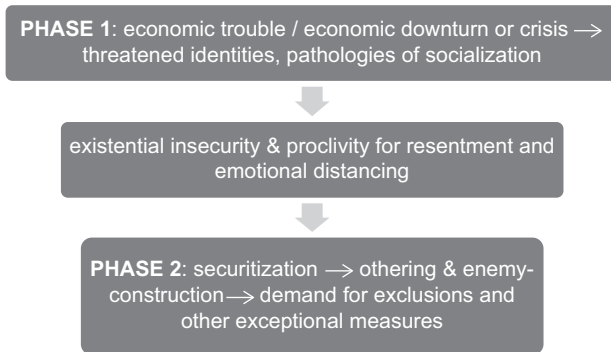 PHASE 1: economic trouble / economic downturn or crisis →
threatened identities, pathologies of socialization
existential insecurity & proclivity for resentment and
emotional distancing
PHASE 2: securitization → othering & enemy-
construction→ demand for exclusions and
other exceptional measures